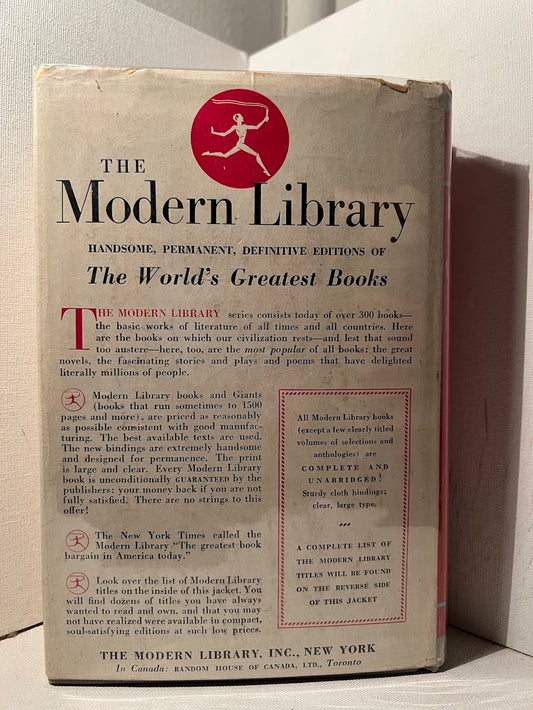 THE
Modern Library
HANDSOME, PERMANENT, DEFINITIVE EDITIONS OF
The World's Greatest Books
THE MODERN LIBRARY series consists today of over 300 books—
the basic works of literature of all times and all countries. Here
are the books on which our civilization rests—and lest that sound
too austere—here, too, are the most popular of all books: the great
novels, the fascinating stories and plays and poems that have delighted
literally millions of people.
Modern Library books and Giants
(books that run sometimes to 1500
pages and more), are priced as reasonably
as possible consistent with good manufac-
turing. The best available texts are used.
The new bindings are extremely handsome
and designed for permanence. The print
is large and clear. Every Modern Library
book is unconditionally GUARANTEED by the
publishers; your money back if you are not
fully satisfied. There are no strings to this
offer!
The New York Times called the
Modern Library "The greatest book
bargain in America today."
Look over the list of Modern Library
titles on the inside of this jacket. You
will find dozens of titles you have always
wanted to read and own, and that you may
not have realized were available in compact,
soul-satisfying editions at such low prices.
All Modern Library books
(except a few clearly titled
volumes of selections and
anthologies) are
COMPLETE AND
UNABRIDGED!
Sturdy cloth bindings;
clear, large type.
A COMPLETE LIST OF
THE MODERN LIBRARY
TITLES WILL BE FOUND
ON THE REVERSE SIDE
OF THIS JACKET
THE MODERN LIBRARY, INC., NEW YORK
In Canada: RANDOM HOUSE OF CANADA, LTD., Toronto